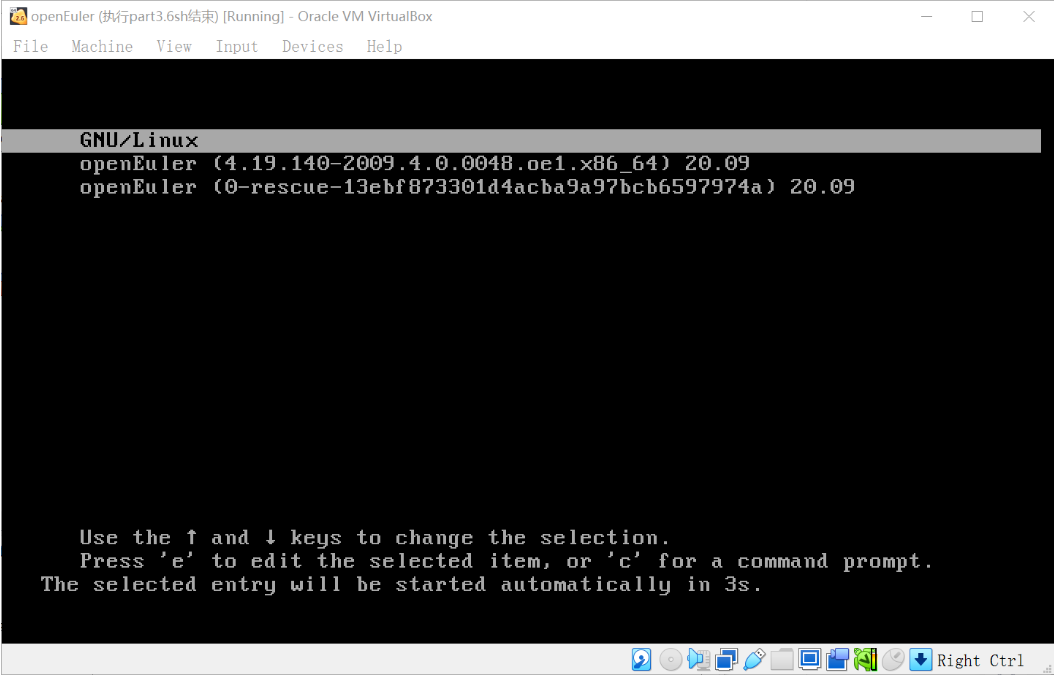 openEuler (执行part3.6sh结束) [Running] - Oracle VM VirtualBox
File Machine View Input Devices Help
GNU/Linux
openEuler (4.19.140-2009.4.0.0048.oe1.x86_64) 20.09
openEuler (0-rescue-13ebf873301d4acba9a97bcb6597974a) 20.09
Use the ↑ and ↓ keys to change the selection.
Press 'e' to edit the selected item, or 'c' for a command prompt.
The selected entry will be started automatically in 3s.
Right Ctrl